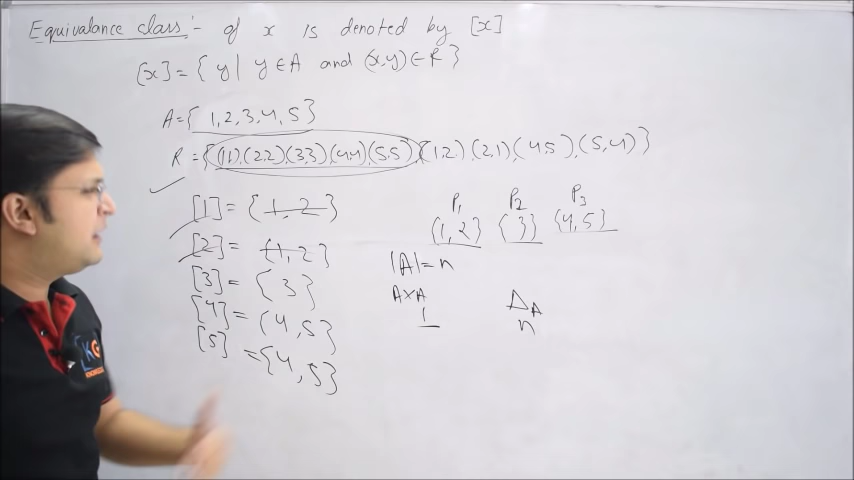 Equivalance class :- of x is denoted by [x]
[x] = { y | y ∈ A and (x,y) ∈ R }
A = { 1, 2, 3, 4, 5 }
R = { (1,1), (2,2) (3,3) (4,4) (5,5) (1,2) (2,1) (4,5), (5,4) }
[1] = { 1, 2 }
[2] = { 1, 2 }
[3] = { 3 }
[4] = { 4, 5 }
[5] = { 4, 5 }
P1 P2 P3
{1, 2} {3} {4, 5}
|A| = n
A×A ΔA
1 n
KG